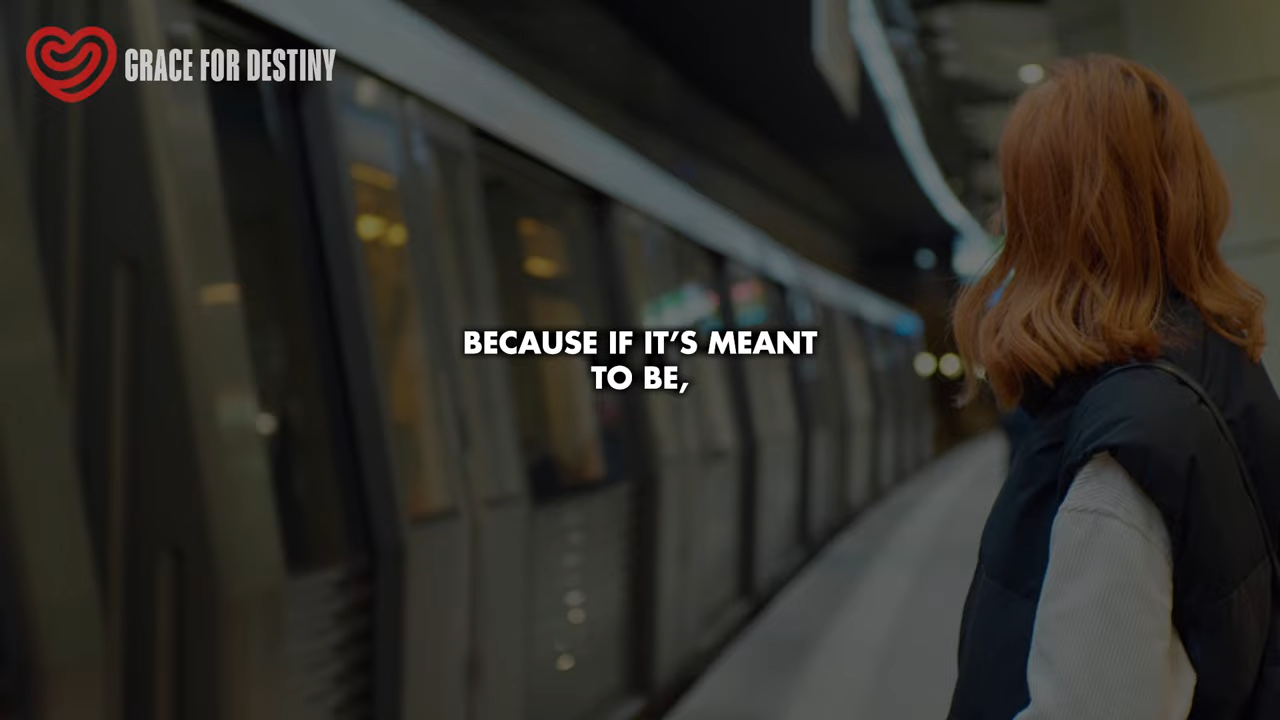 GRACE FOR DESTINY
BECAUSE IF IT'S MEANT
TO BE,